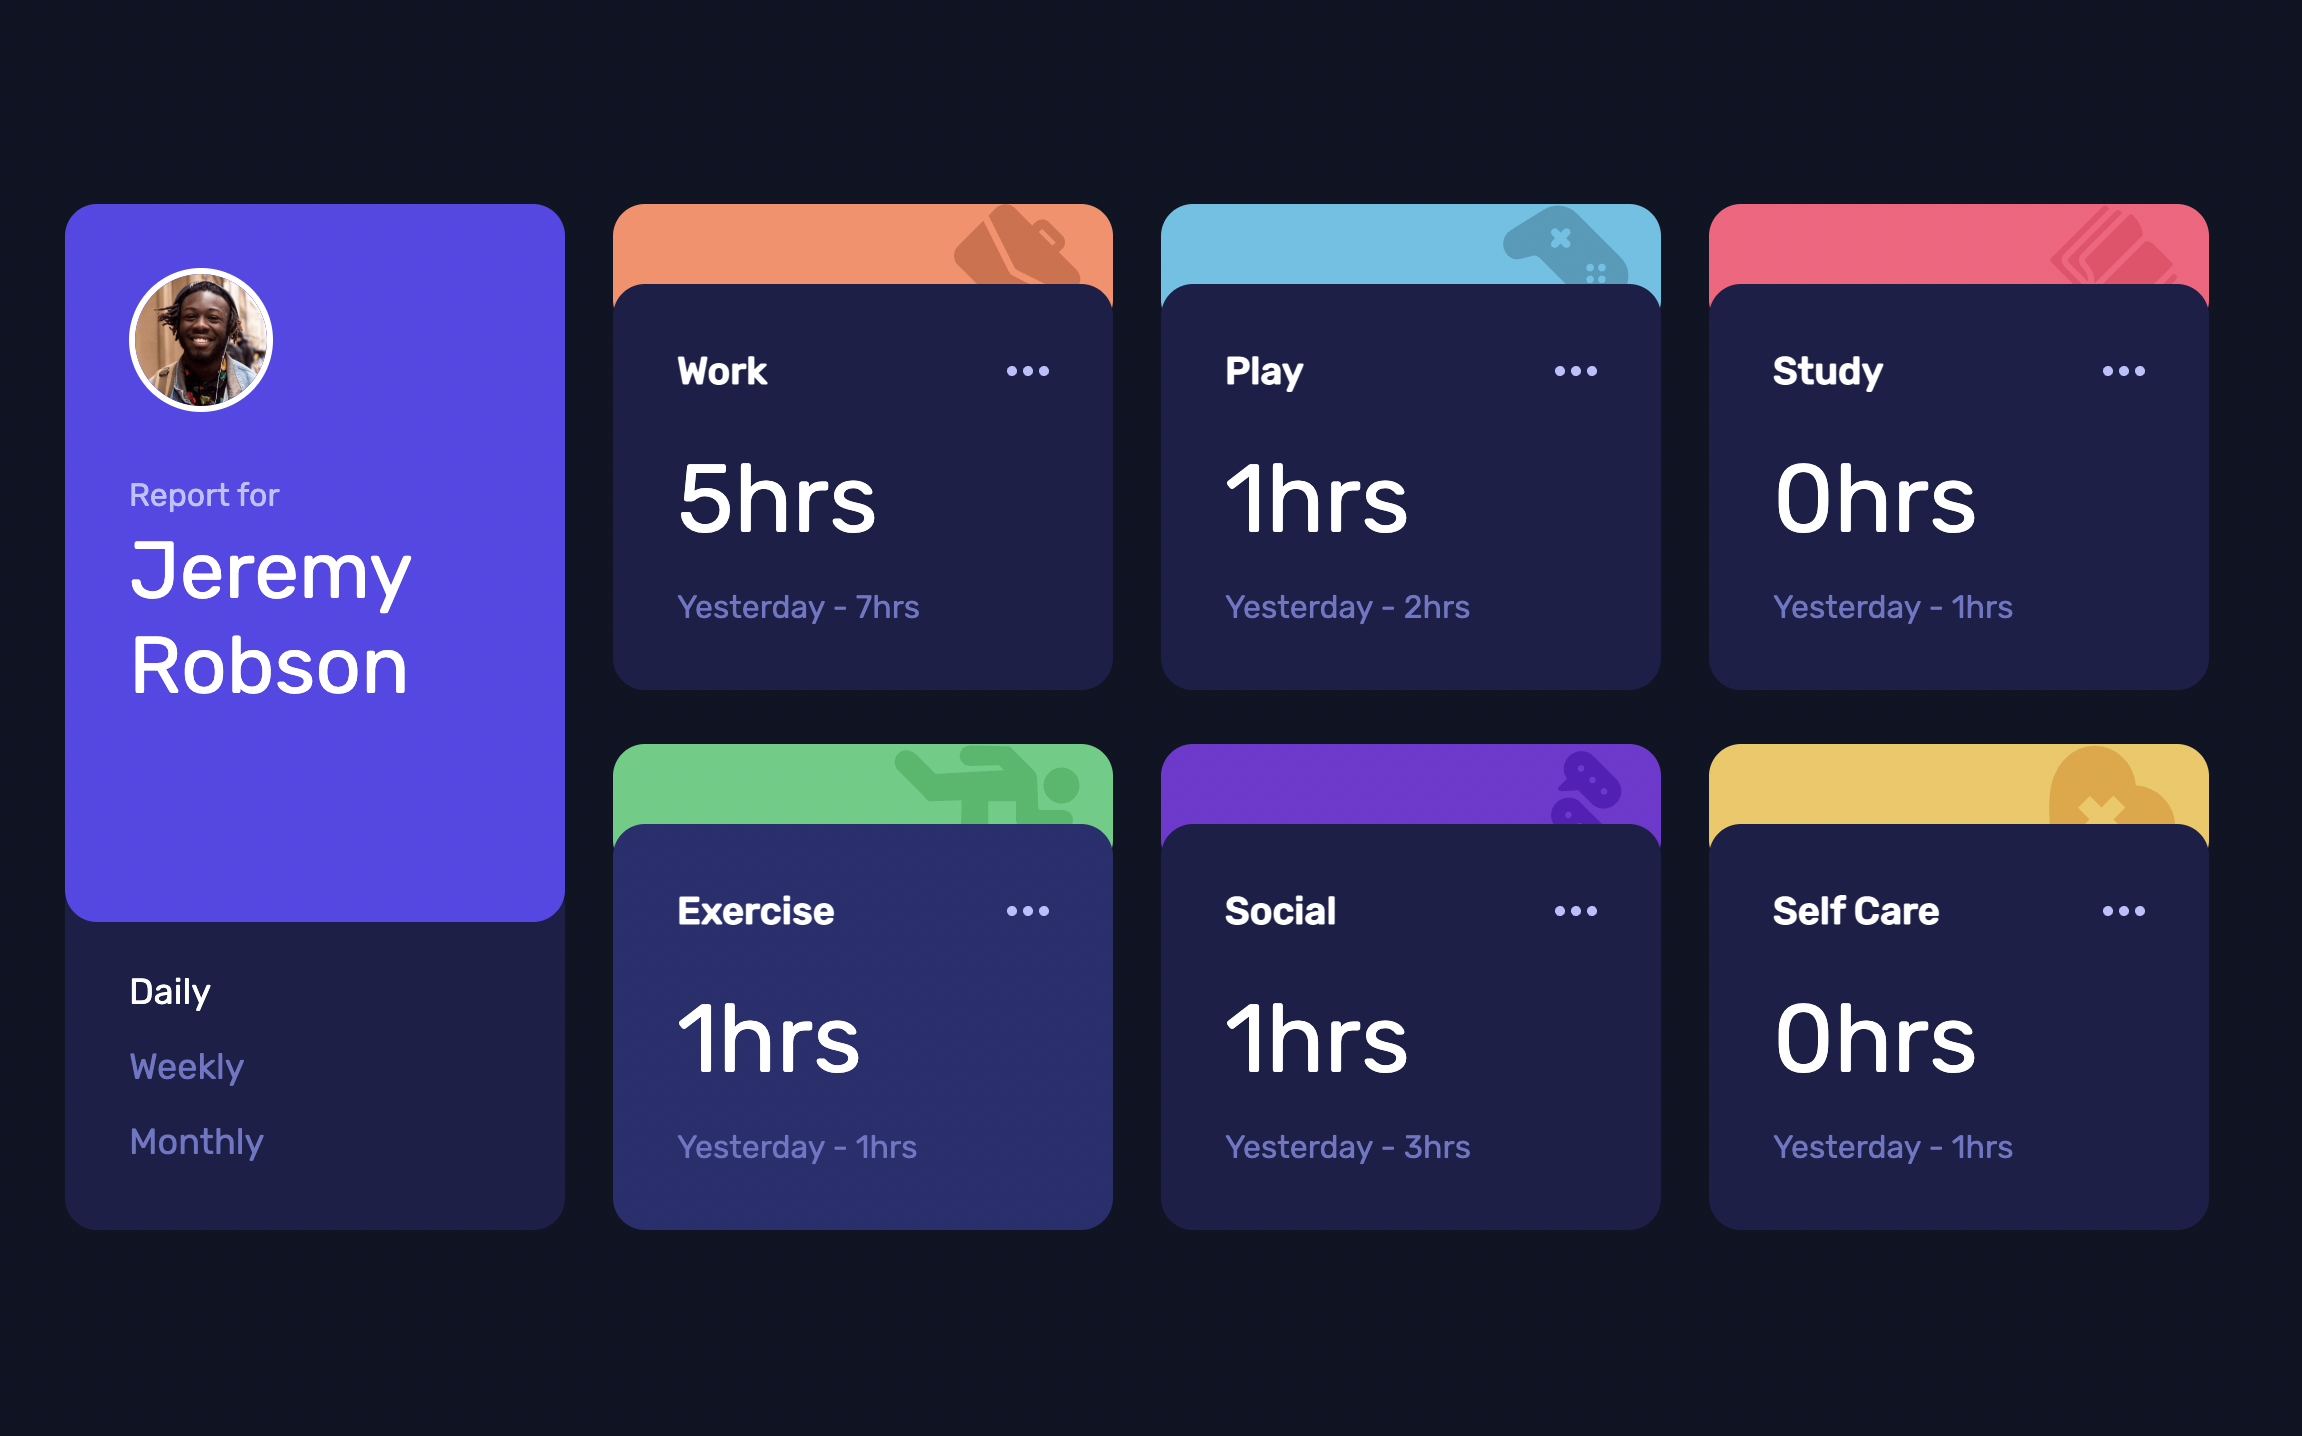 Report for
Jeremy
Robson
Daily
Weekly
Monthly
Work
5hrs
Yesterday - 7hrs
Play
1hrs
Yesterday - 2hrs
Study
0hrs
Yesterday - 1hrs
Exercise
1hrs
Yesterday - 1hrs
Social
1hrs
Yesterday - 3hrs
Self Care
0hrs
Yesterday - 1hrs